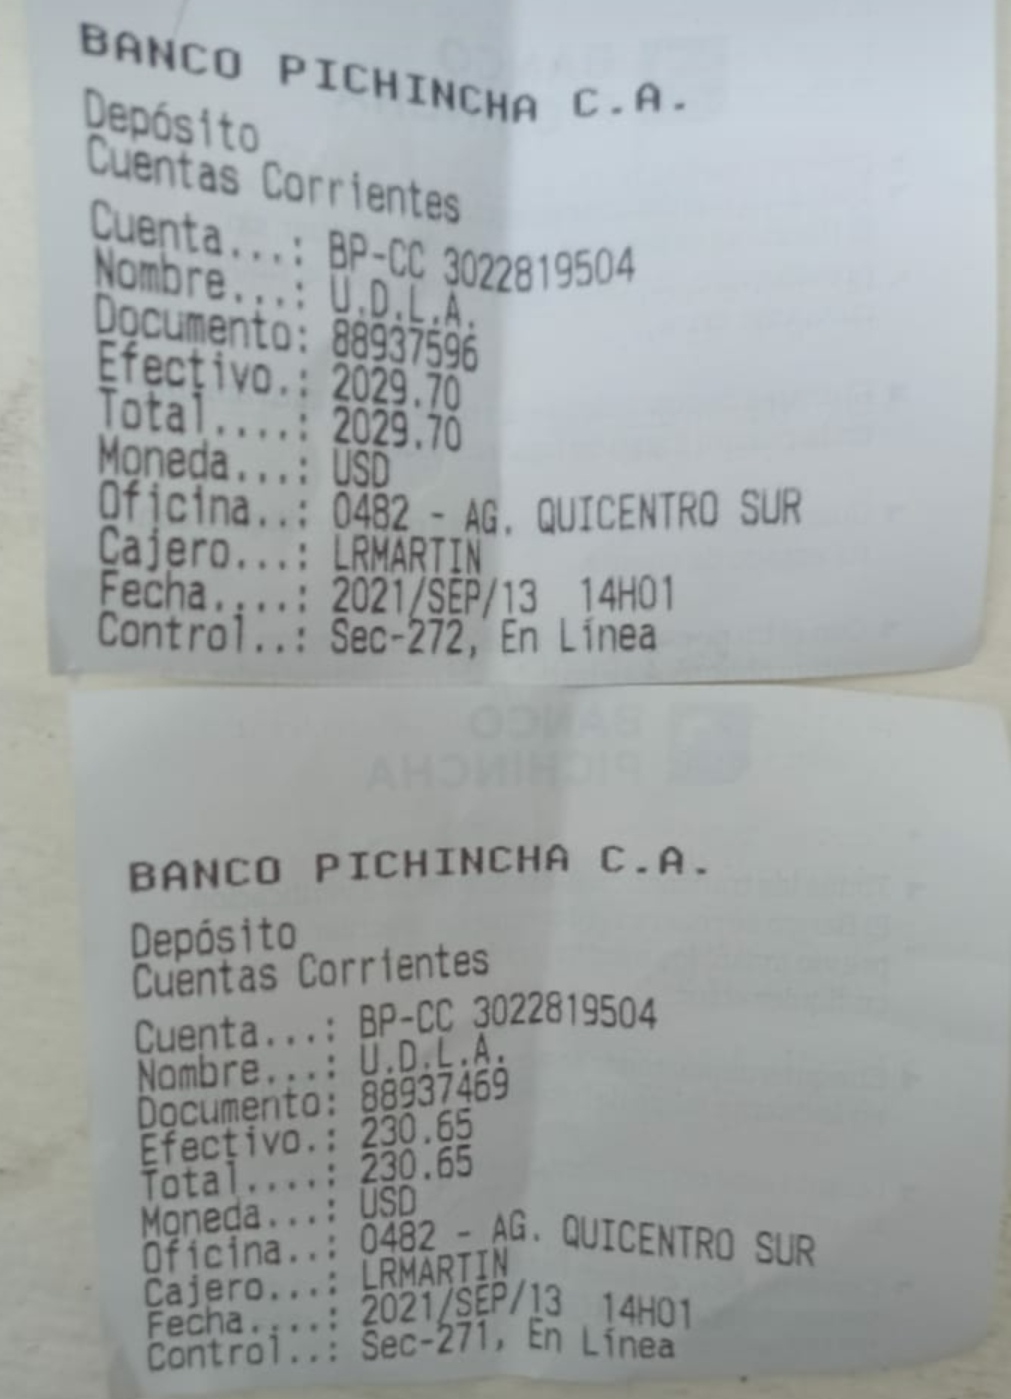 BANCO PICHINCHA C.A.
Depósito
Cuentas Corrientes
Cuenta...: BP-CC 3022819504
Nombre...: U.D.L.A.
Documento: 88937596
Efectivo.: 2029.70
Total....: 2029.70
Moneda...: USD
Oficina..: 0482 - AG. QUICENTRO SUR
Cajero...: LRMARTIN
Fecha....: 2021/SEP/13 14H01
Control..: Sec-272, En Línea
BANCO
PICHINCHA
BANCO PICHINCHA C.A.
Depósito
Cuentas Corrientes
Cuenta...: BP-CC 3022819504
Nombre...: U.D.L.A.
Documento: 88937469
Efectivo.: 230.65
Total....: 230.65
Moneda...: USD
Oficina..: 0482 - AG. QUICENTRO SUR
Cajero...: LRMARTIN
Fecha....: 2021/SEP/13 14H01
Control..: Sec-271, En Línea